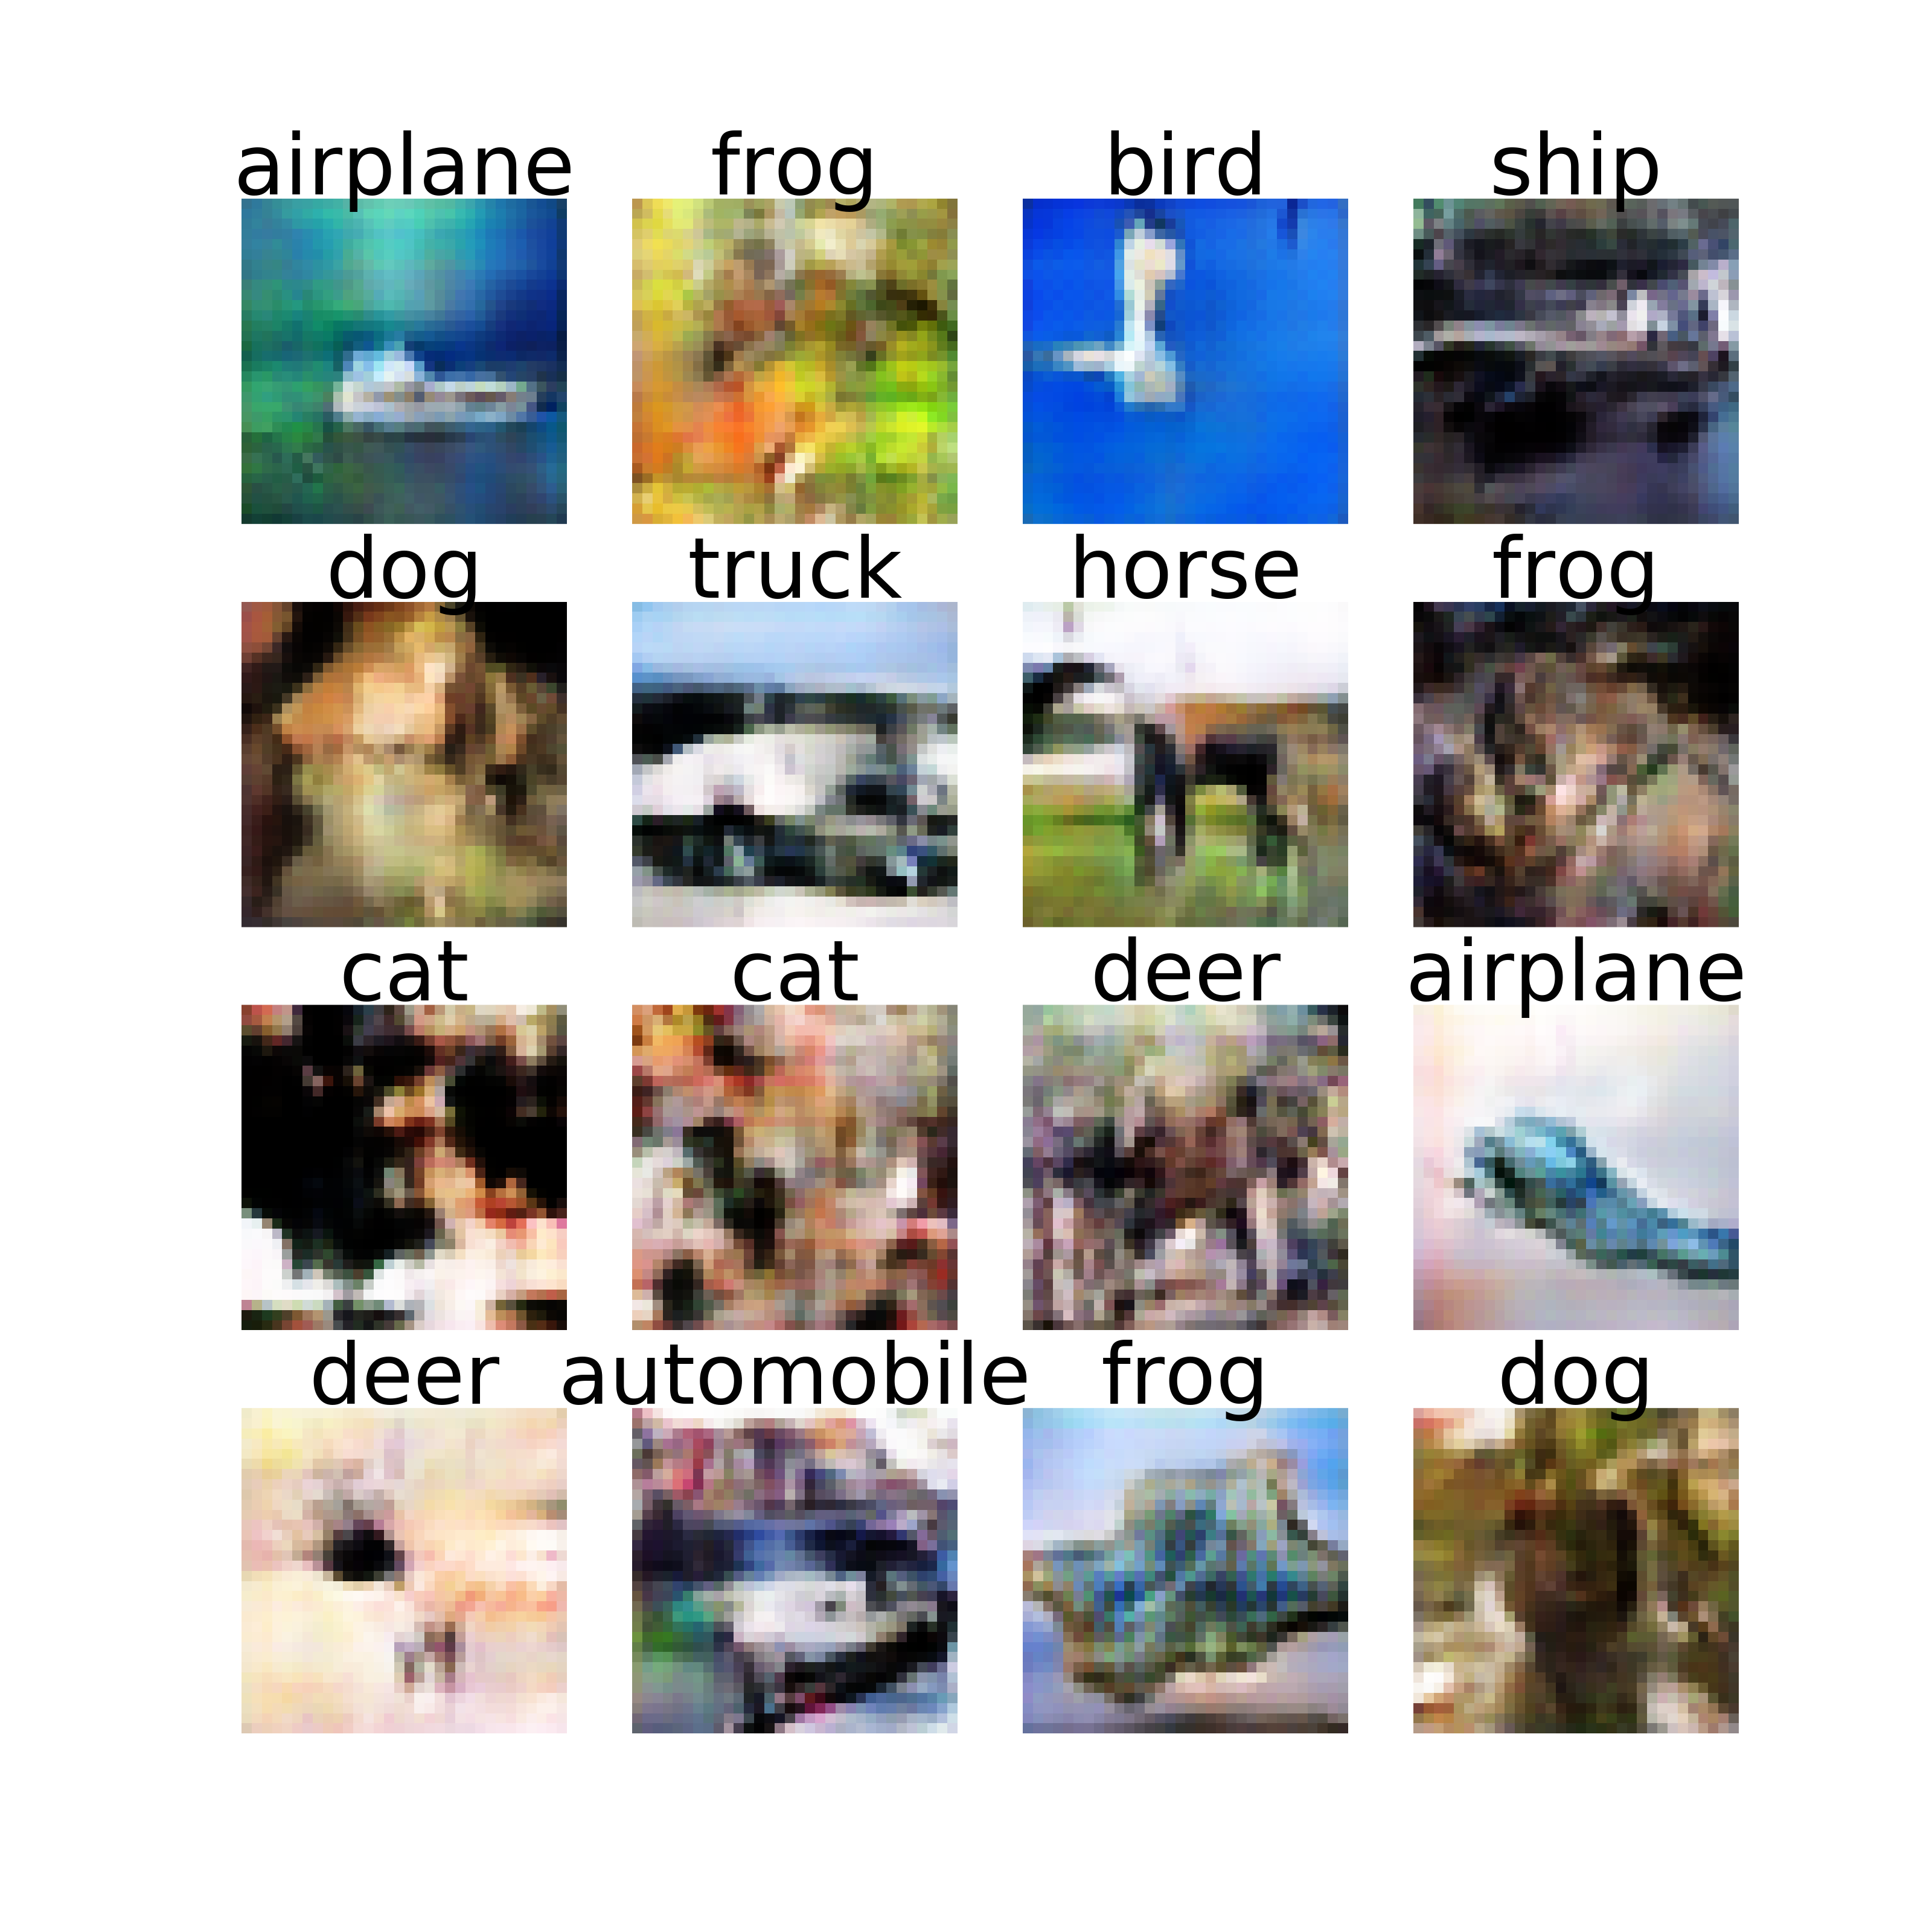 airplane frog bird ship
dog truck horse frog
cat cat deer airplane
deer automobile frog dog